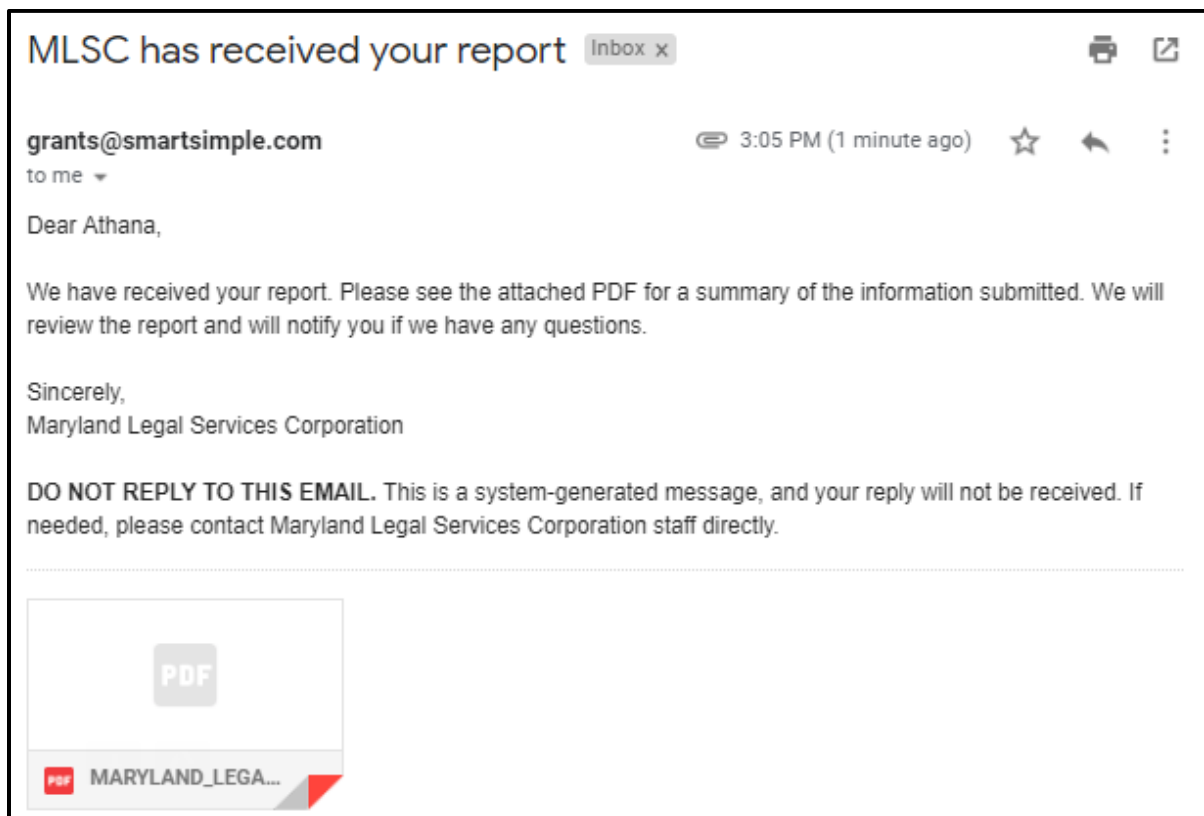 MLSC has received your report Inbox x
grants@smartsimple.com 3:05 PM (1 minute ago)
to me
Dear Athana,
We have received your report. Please see the attached PDF for a summary of the information submitted. We will
review the report and will notify you if we have any questions.
Sincerely,
Maryland Legal Services Corporation
DO NOT REPLY TO THIS EMAIL. This is a system-generated message, and your reply will not be received. If
needed, please contact Maryland Legal Services Corporation staff directly.
PDF
PDF MARYLAND_LEGA...